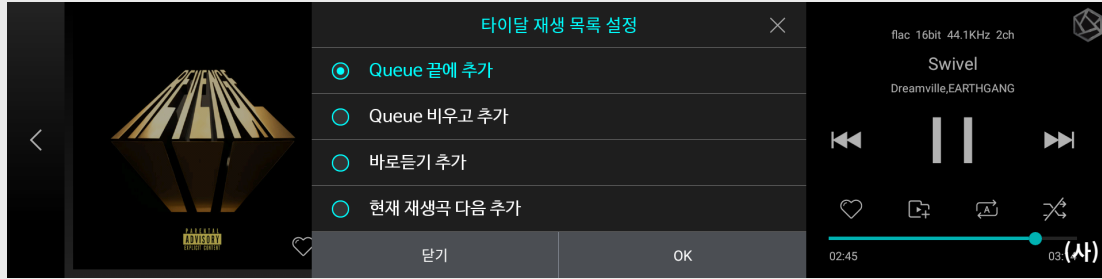 REVENGE
PARENTAL
ADVISORY
EXPLICIT CONTENT
타이달 재생 목록 설정
Queue 끝에 추가
Queue 비우고 추가
바로듣기 추가
현재 재생곡 다음 추가
닫기
OK
flac 16bit 44.1KHz 2ch
Swivel
Dreamville,EARTHGANG
A
02:45
03:
(사)